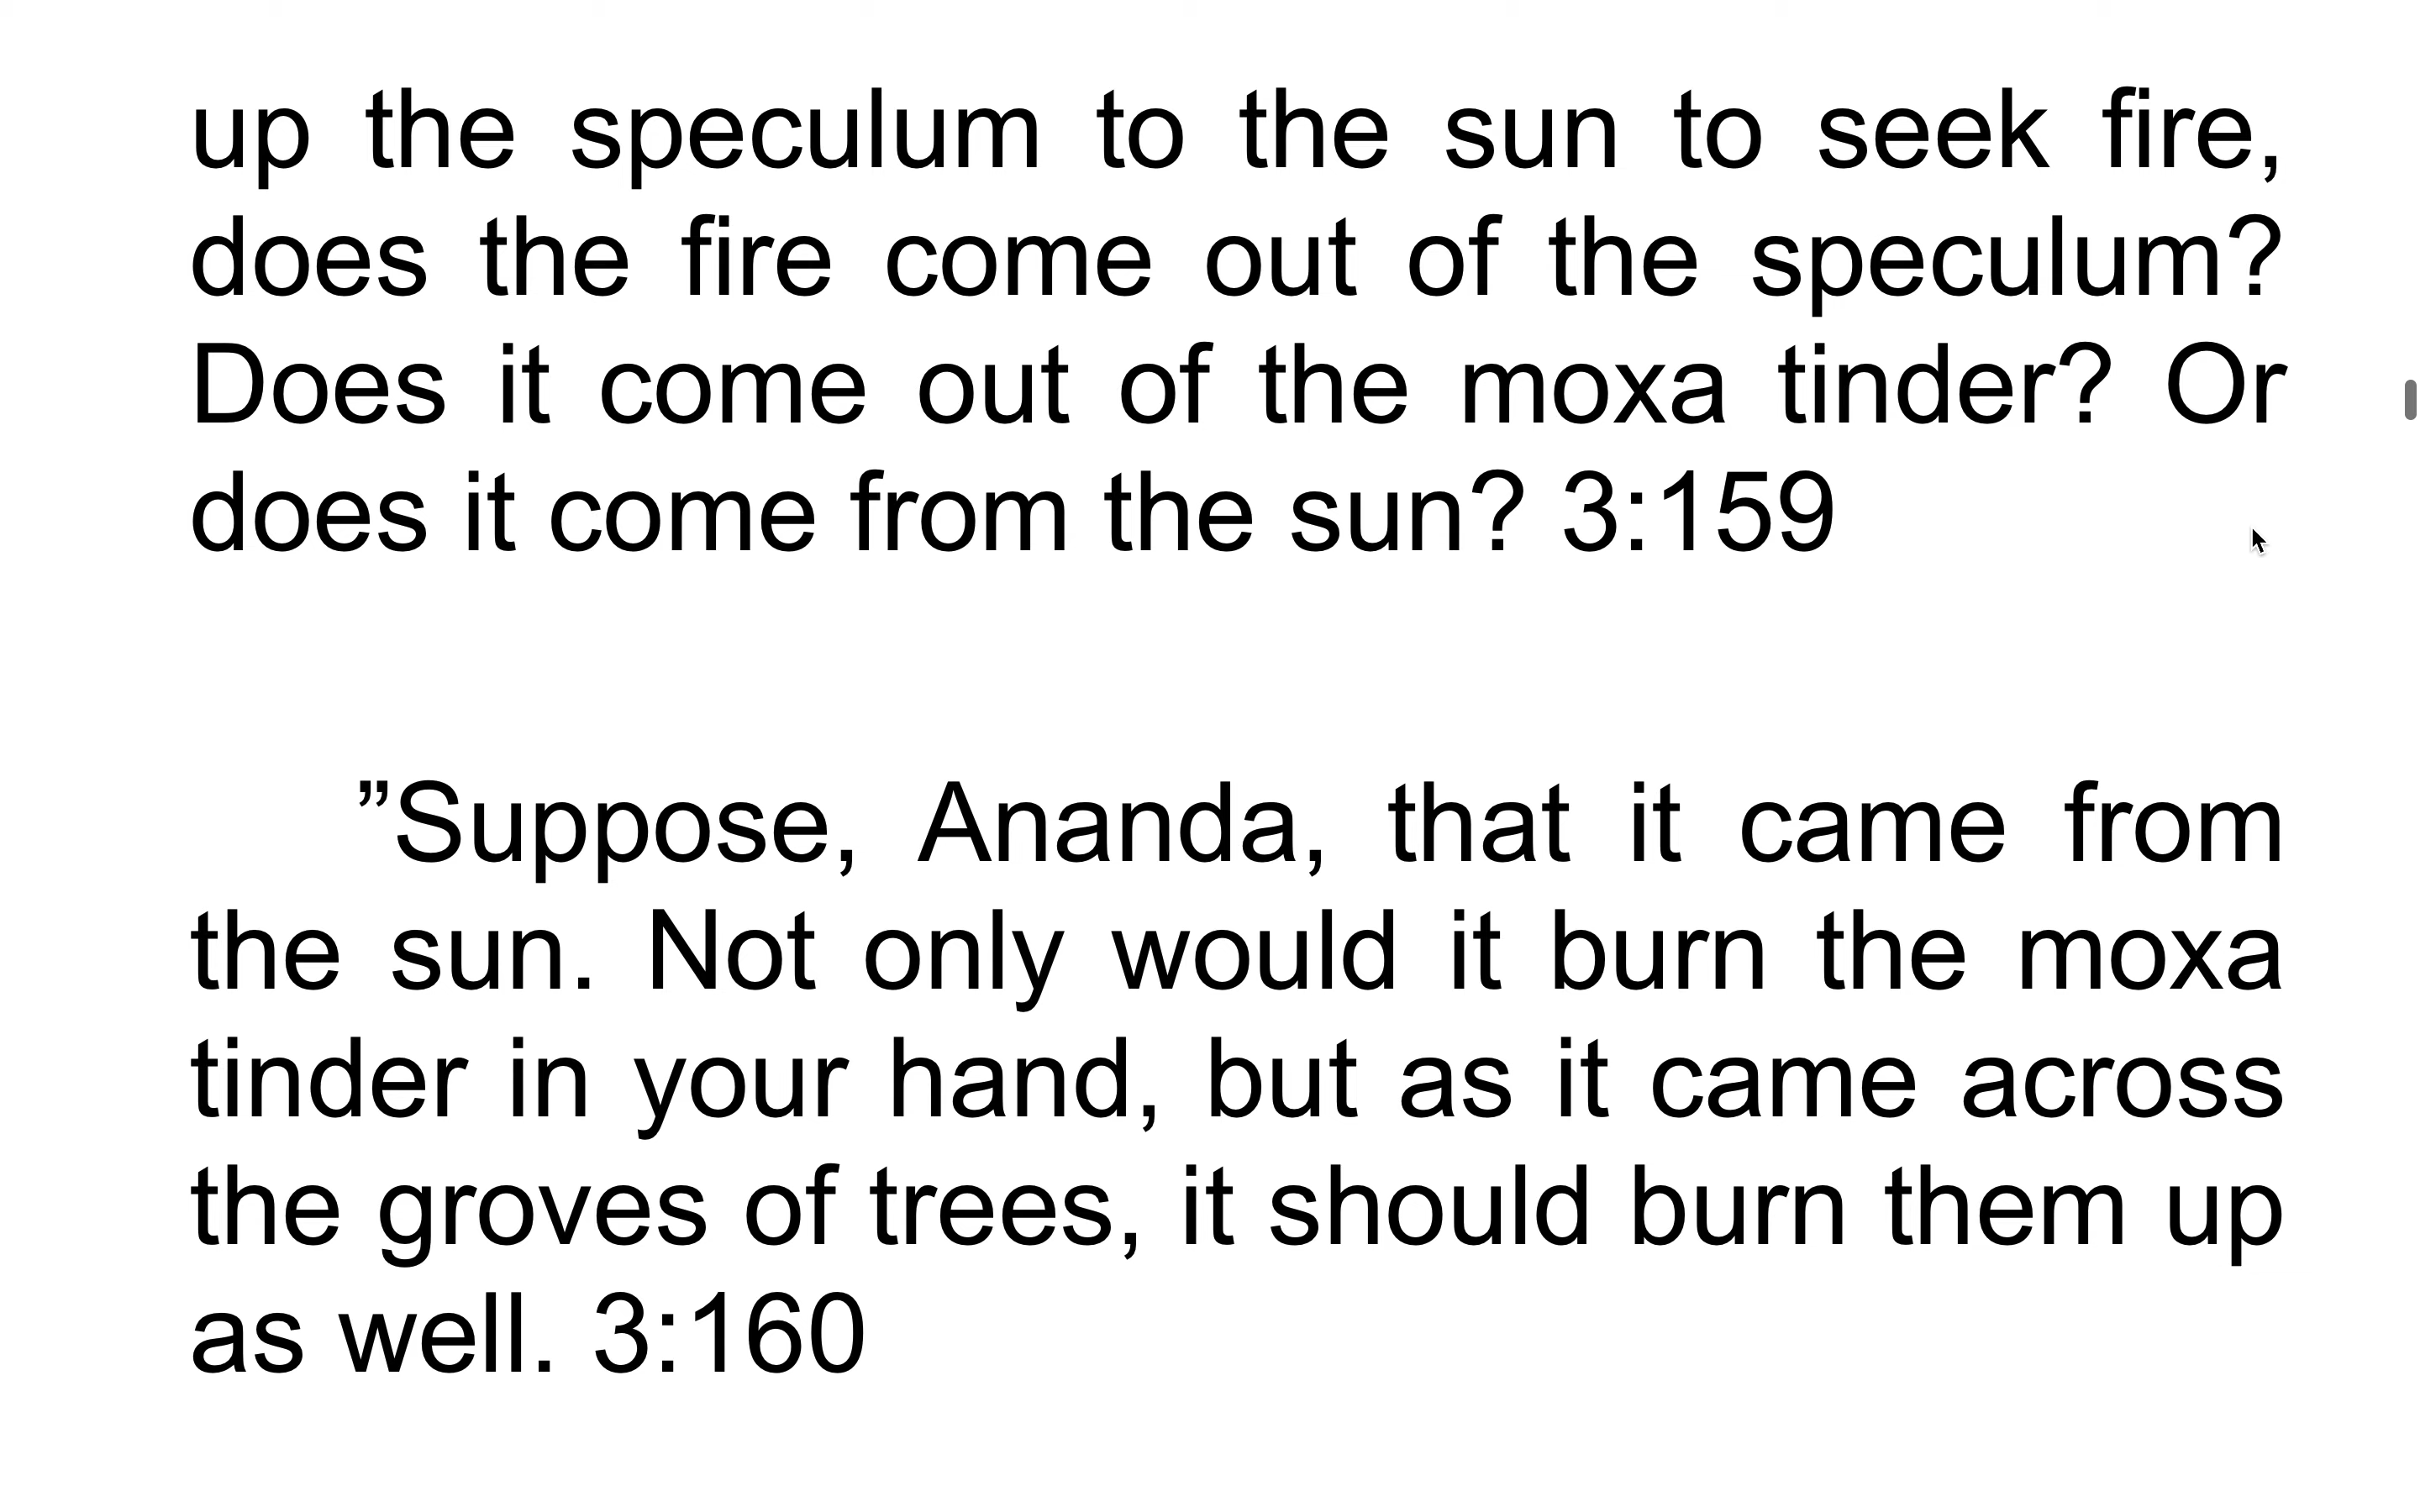 up the speculum to the sun to seek fire,
does the fire come out of the speculum?
Does it come out of the moxa tinder? Or
does it come from the sun? 3:159
”Suppose, Ananda, that it came from
the sun. Not only would it burn the moxa
tinder in your hand, but as it came across
the groves of trees, it should burn them up
as well. 3:160